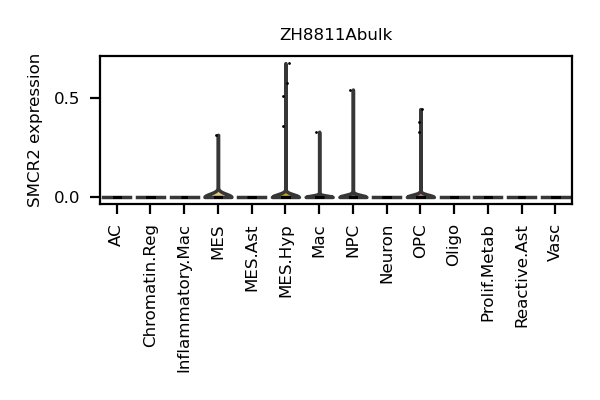 ZH8811Abulk
SMCR2 expression
0.5
0.0
AC
Chromatin.Reg
Inflammatory.Mac
MES
MES.Ast
MES.Hyp
Mac
NPC
Neuron
OPC
Oligo
Prolif.Metab
Reactive.Ast
Vasc